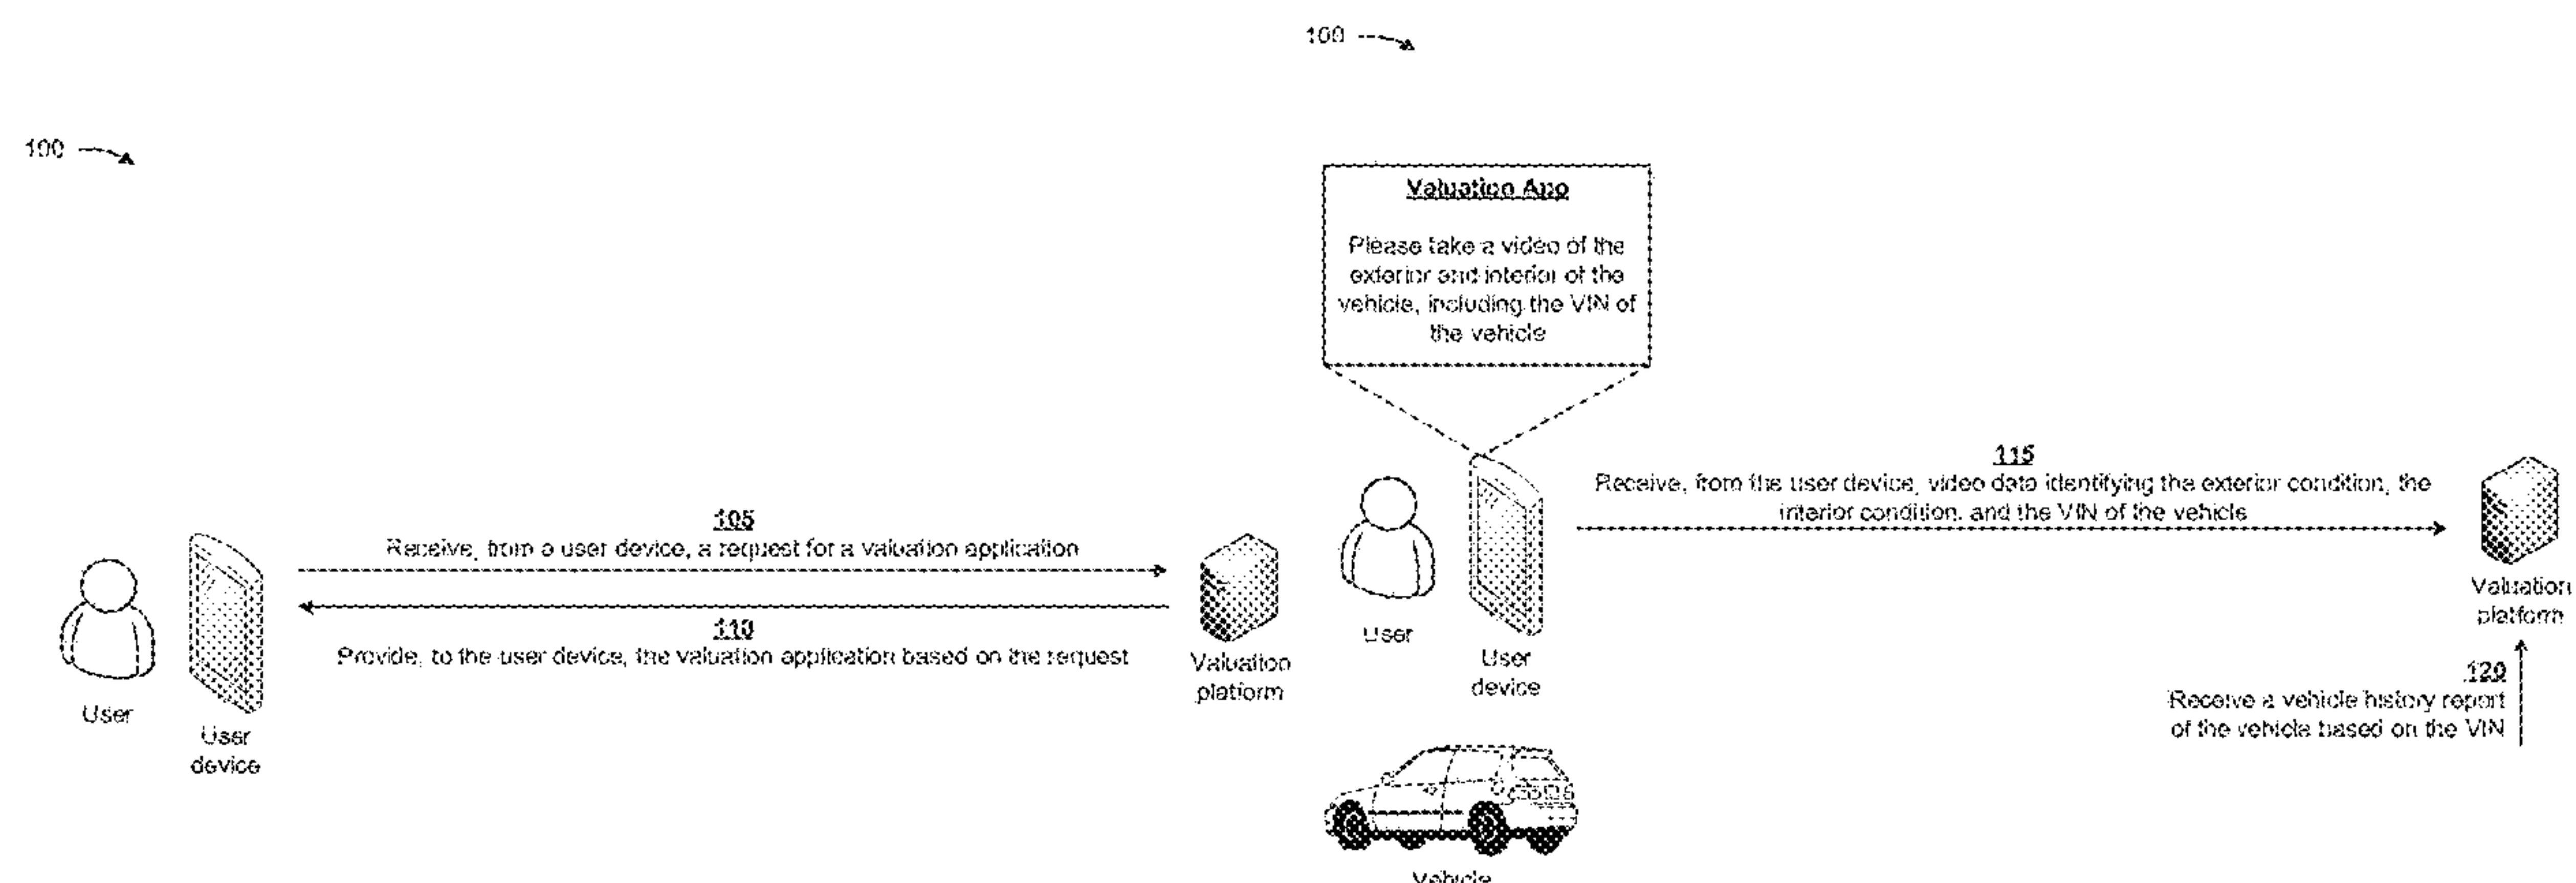 100
105
Receive, from a user device, a request for a valuation application
110
Provide, to the user device, the valuation application based on the request
User
User
device
Valuation
platform
100
Valuation App
Please take a video of the
exterior and interior of the
vehicle, including the VIN of
the vehicle
115
Receive, from the user device, video data identifying the exterior condition, the
interior condition, and the VIN of the vehicle
User
User
device
Valuation
platform
120
Receive a vehicle history report
of the vehicle based on the VIN
Vehicle